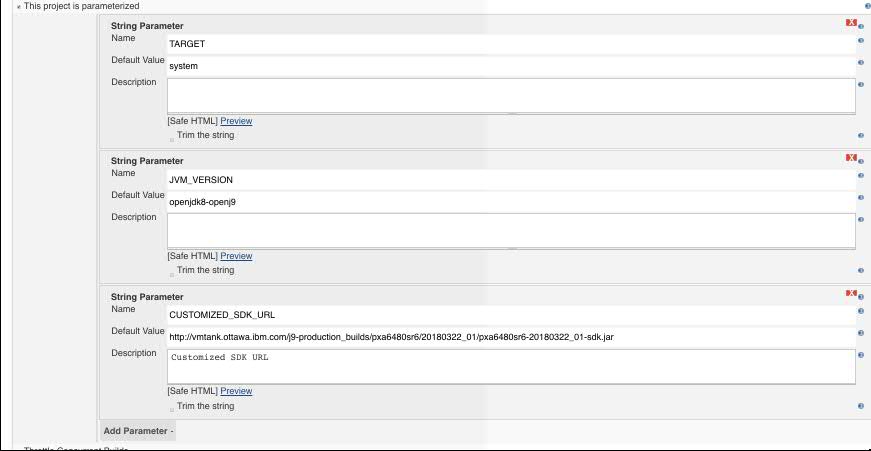 This project is parameterized
String Parameter
X
Name
TARGET
Default Value
system
Description
[Safe HTML] Preview
Trim the string
String Parameter
X
Name
JVM_VERSION
Default Value
openjdk8-openj9
Description
[Safe HTML] Preview
Trim the string
String Parameter
X
Name
CUSTOMIZED_SDK_URL
Default Value
http://vmtank.ottawa.ibm.com/j9-production_builds/pxa6480sr6/20180322_01/pxa6480sr6-20180322_01-sdk.jar
Description
Customized SDK URL
[Safe HTML] Preview
Trim the string
Add Parameter -
Throttle Concurrent Builds